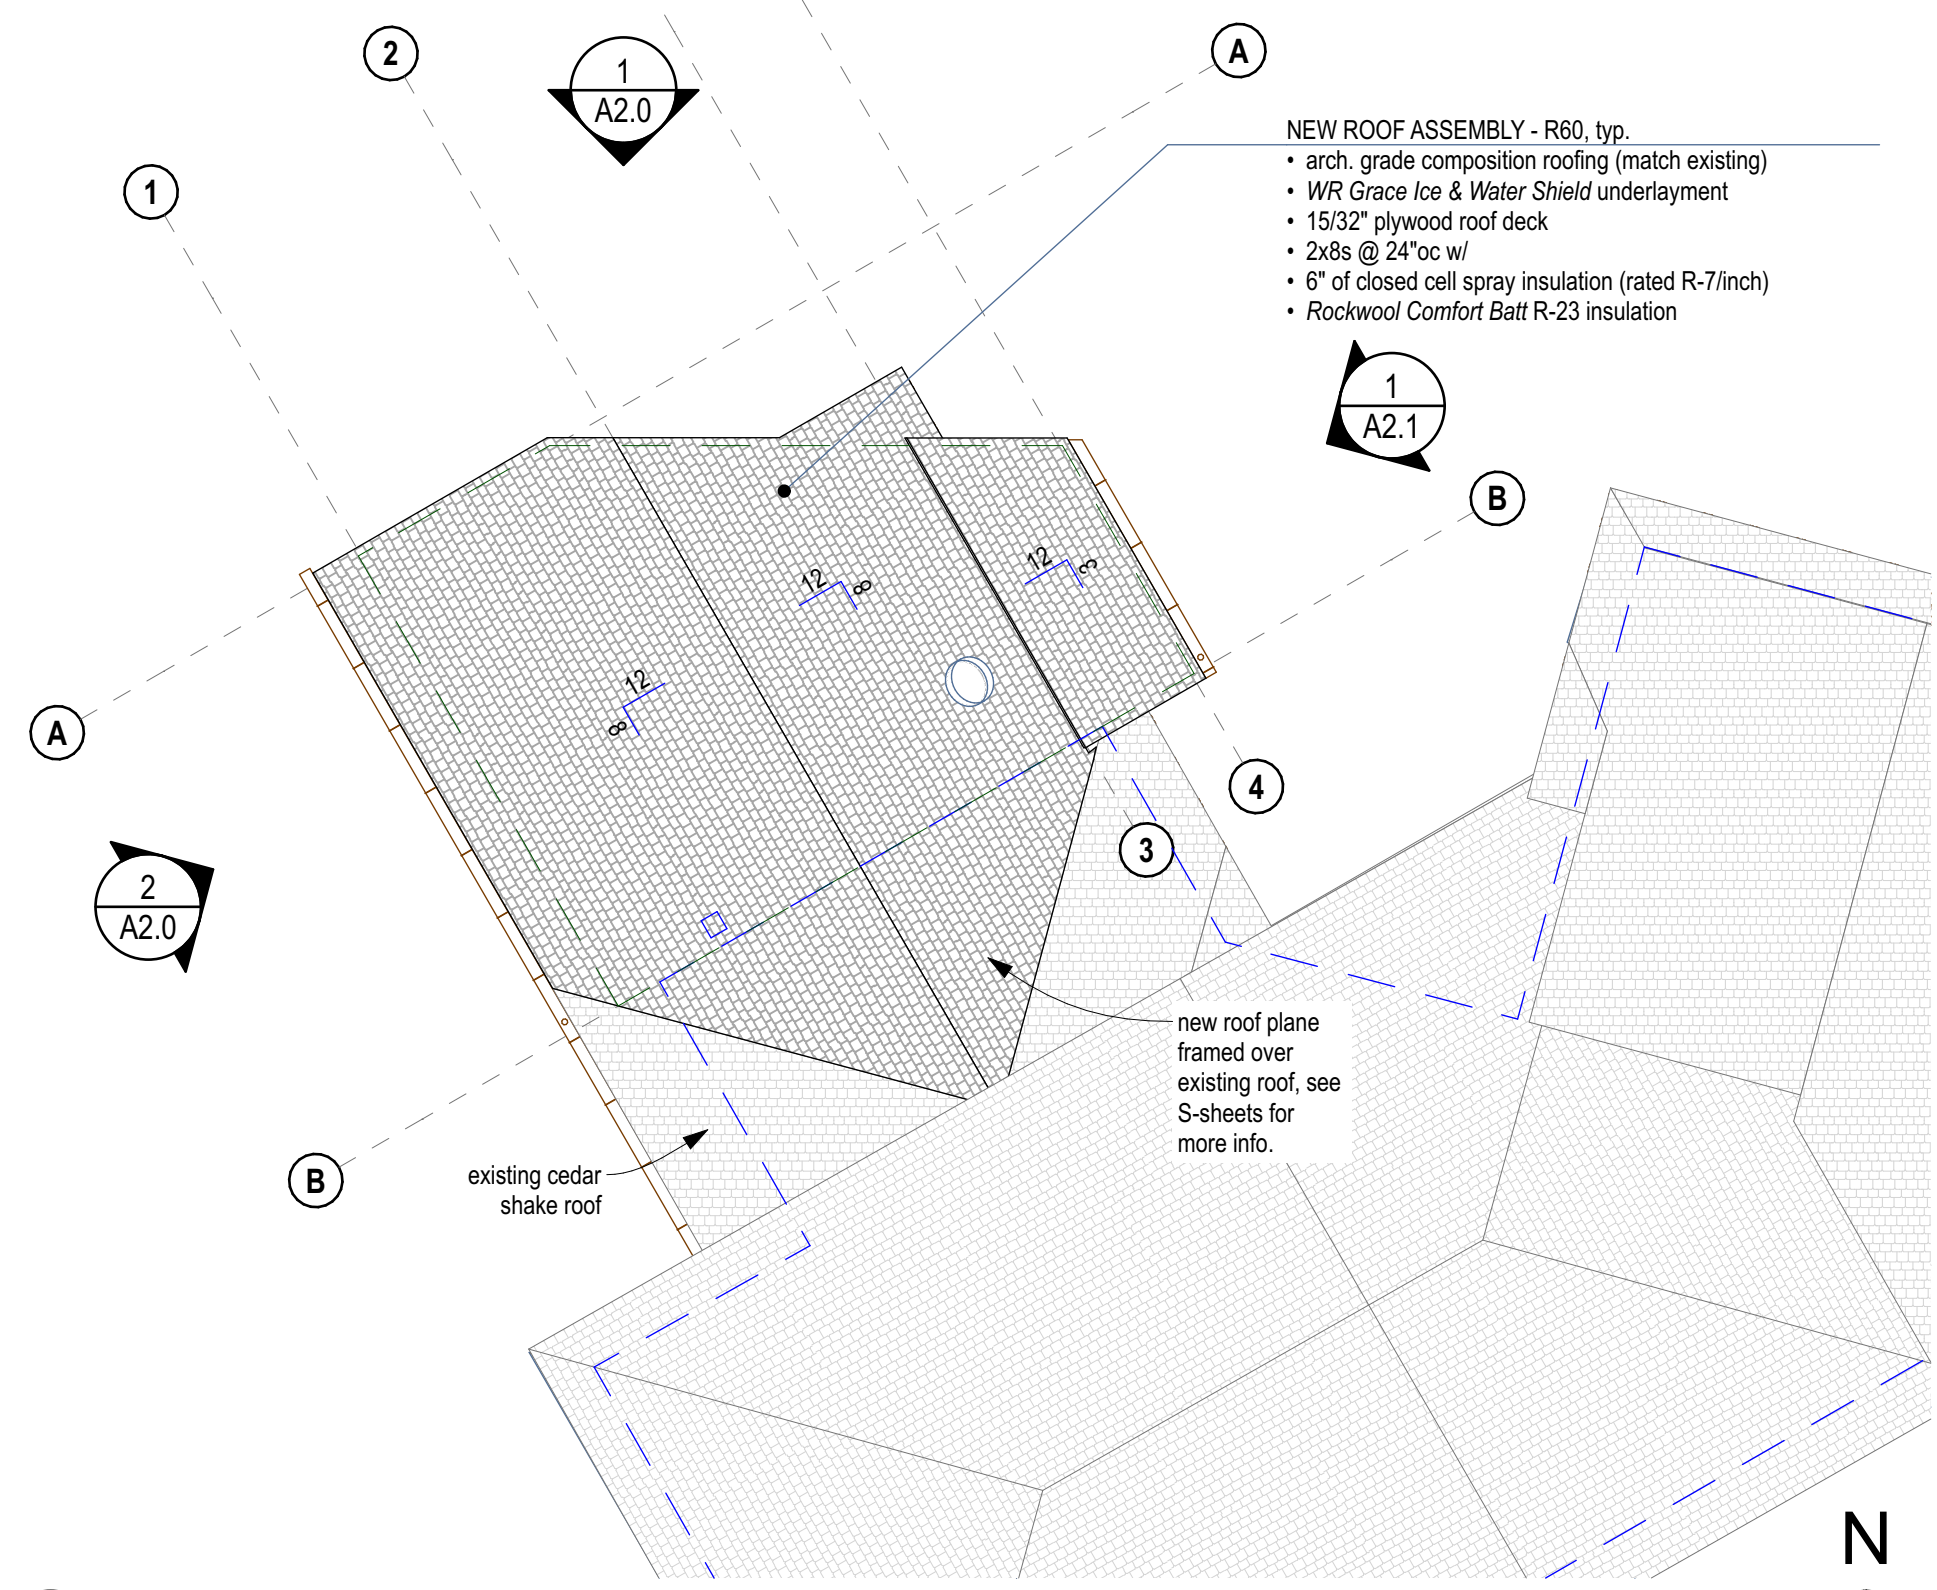 2
1
A2.0
A
NEW ROOF ASSEMBLY - R60, typ.
• arch. grade composition roofing (match existing)
• WR Grace Ice & Water Shield underlayment
• 15/32" plywood roof deck
• 2x8s @ 24"oc w/
• 6" of closed cell spray insulation (rated R-7/inch)
• Rockwool Comfort Batt R-23 insulation
1
1
A2.1
B
12
8
12
3
12
8
A
4
3
2
A2.0
new roof plane
framed over
existing roof, see
S-sheets for
more info.
B
existing cedar
shake roof
N